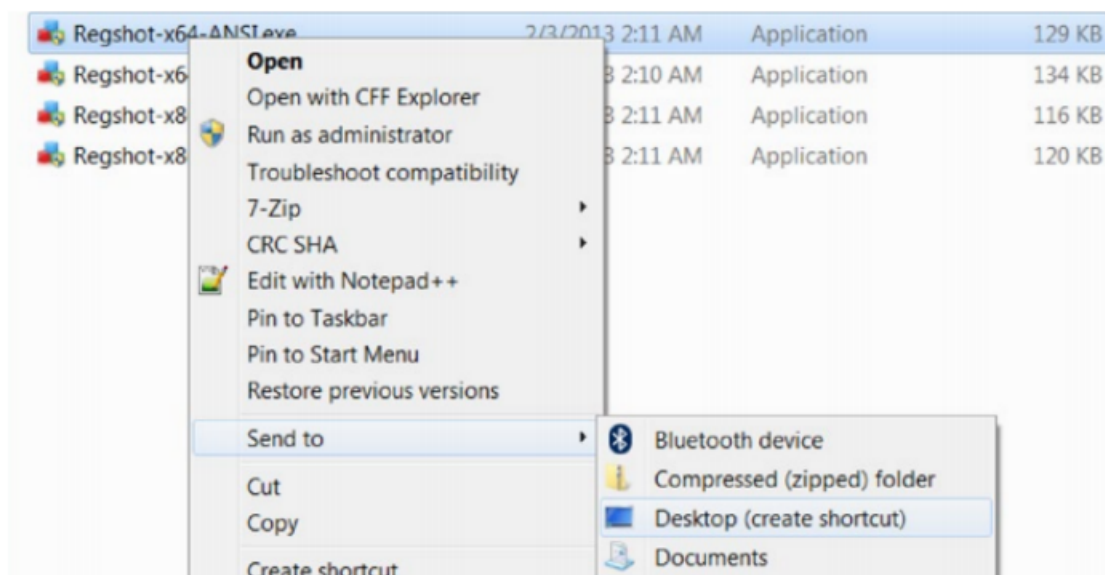 Regshot-x64-ANSI.exe 2/3/2013 2:11 AM Application 129 KB
Regshot-x6 3 2:10 AM Application 134 KB
Regshot-x8 3 2:11 AM Application 116 KB
Regshot-x8 3 2:11 AM Application 120 KB
Open
Open with CFF Explorer
Run as administrator
Troubleshoot compatibility
7-Zip
CRC SHA
Edit with Notepad++
Pin to Taskbar
Pin to Start Menu
Restore previous versions
Send to
Cut
Copy
Create shortcut
Bluetooth device
Compressed (zipped) folder
Desktop (create shortcut)
Documents